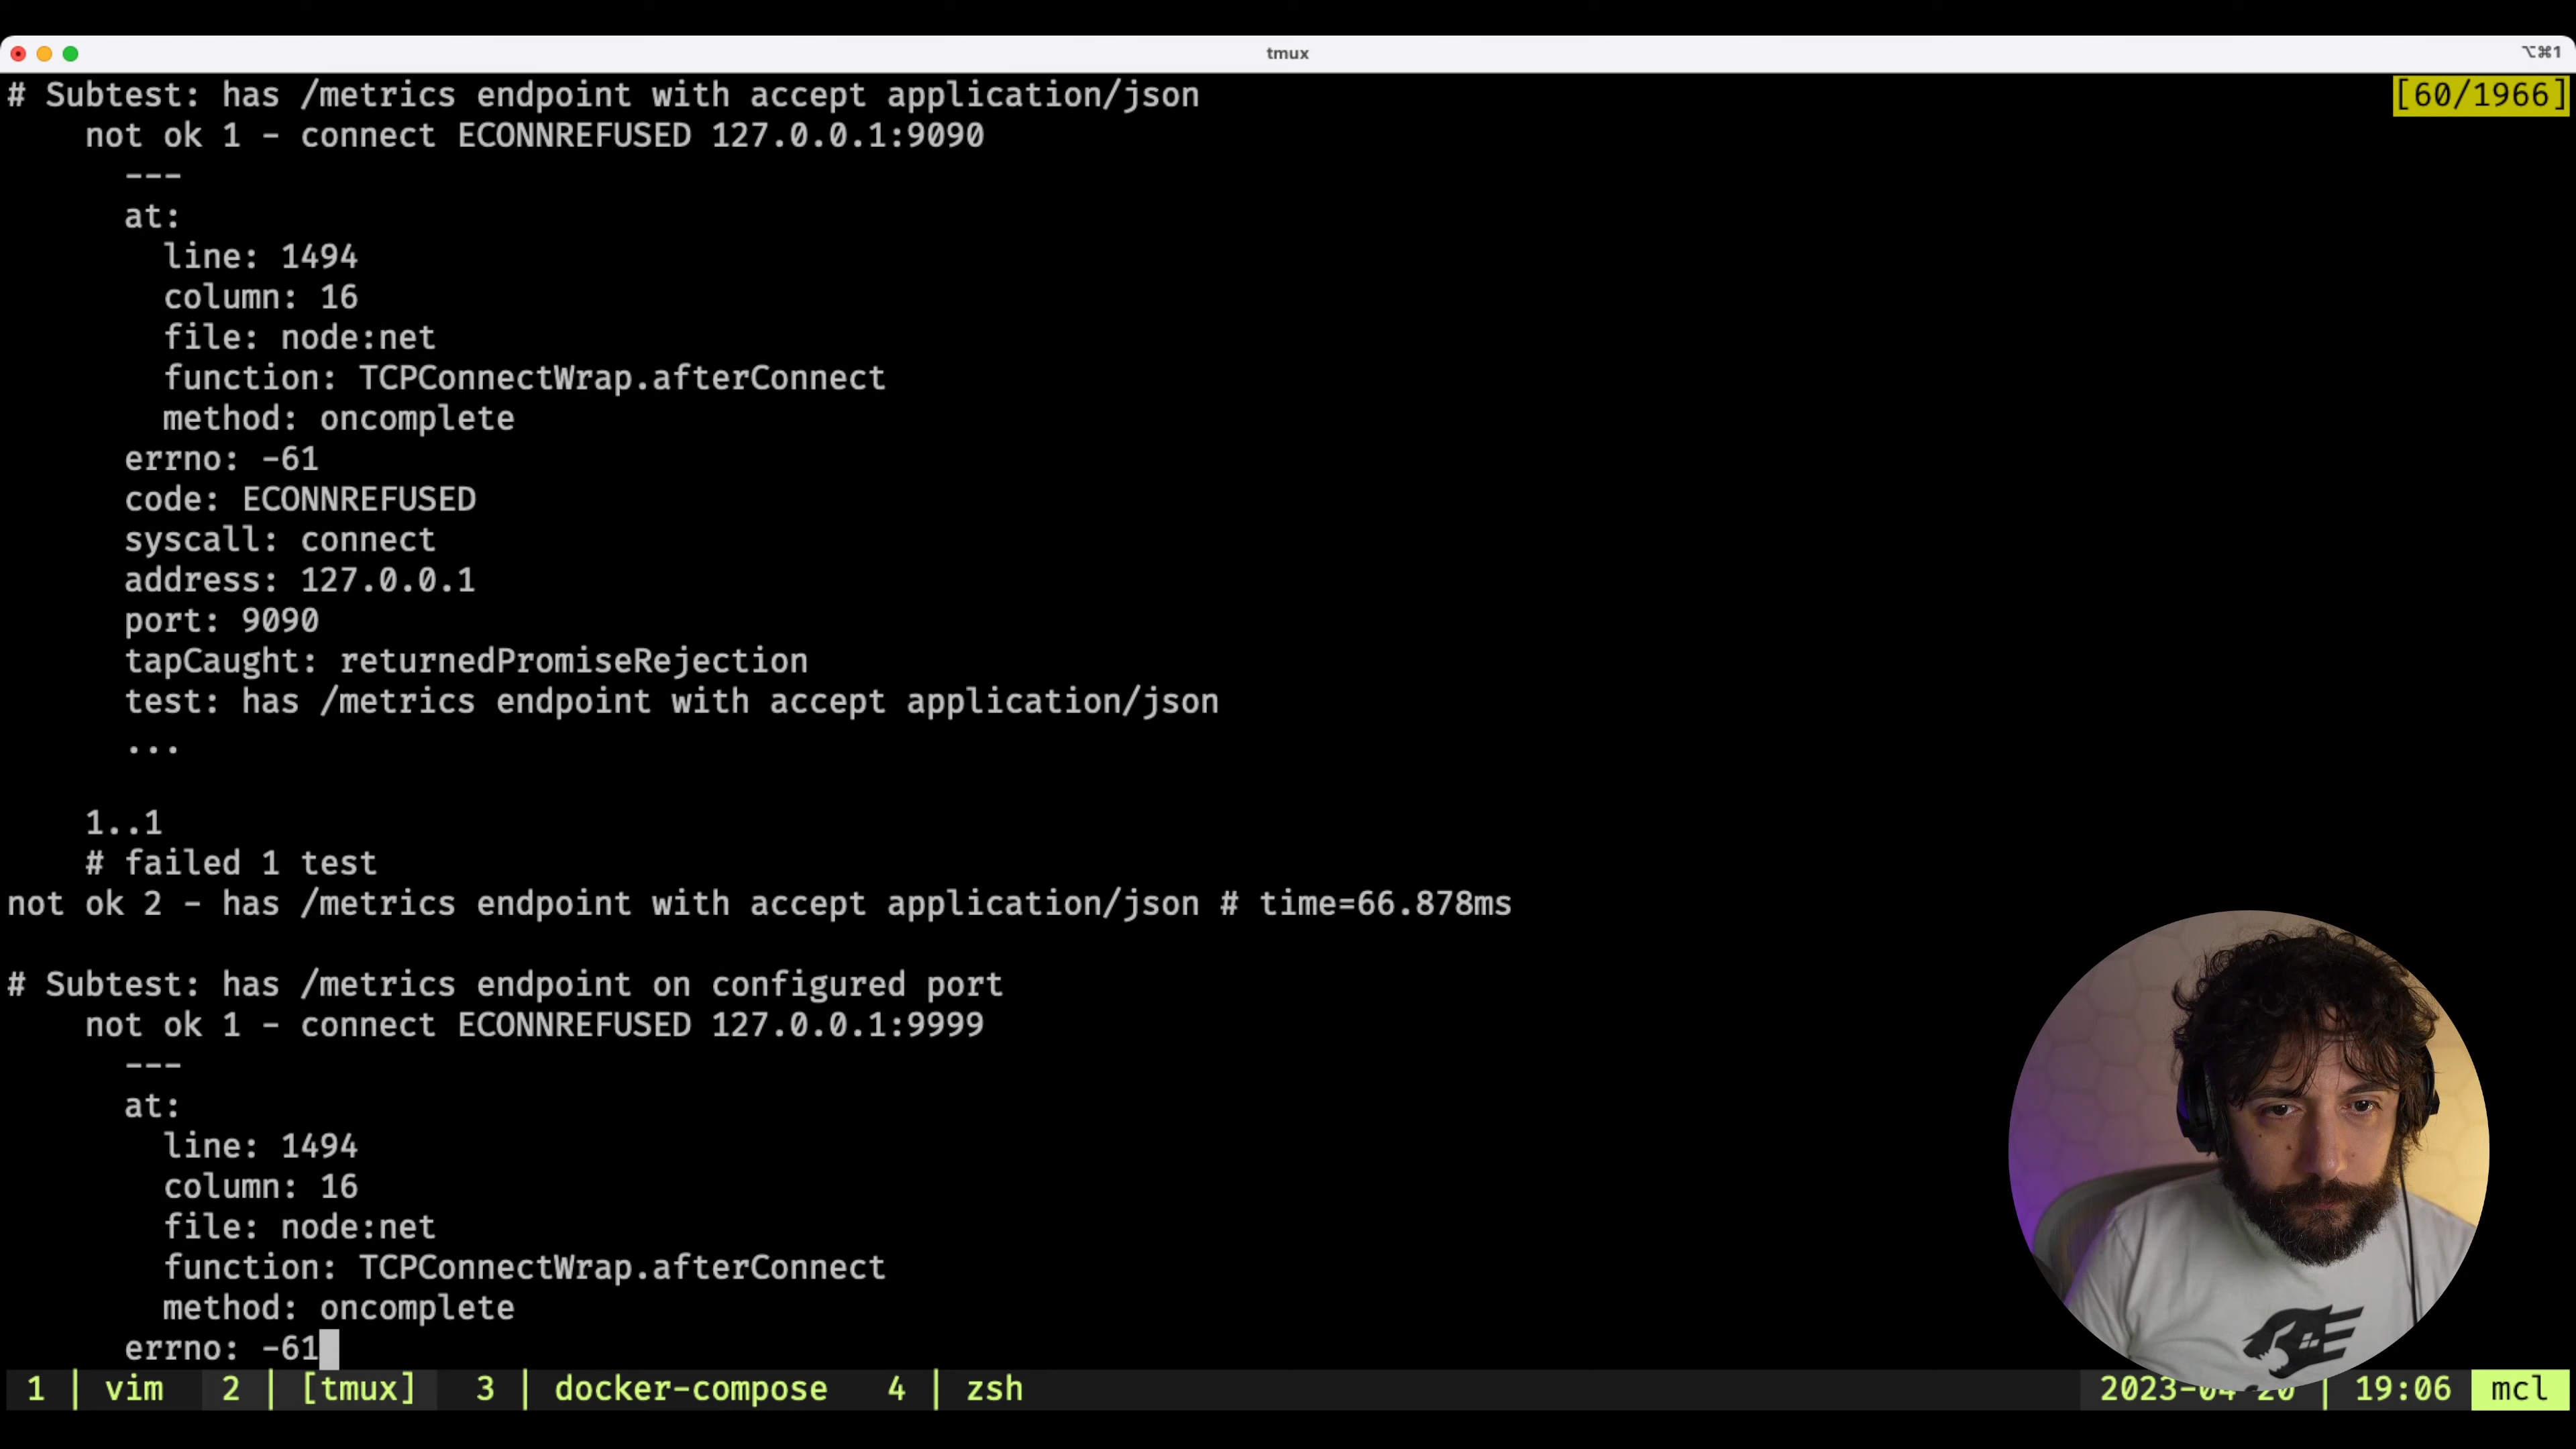 tmux
⌥⌘1
# Subtest: has /metrics endpoint with accept application/json
[60/1966]
not ok 1 - connect ECONNREFUSED 127.0.0.1:9090
---
at:
line: 1494
column: 16
file: node:net
function: TCPConnectWrap.afterConnect
method: oncomplete
errno: -61
code: ECONNREFUSED
syscall: connect
address: 127.0.0.1
port: 9090
tapCaught: returnedPromiseRejection
test: has /metrics endpoint with accept application/json
...
1..1
# failed 1 test
not ok 2 - has /metrics endpoint with accept application/json # time=66.878ms
# Subtest: has /metrics endpoint on configured port
not ok 1 - connect ECONNREFUSED 127.0.0.1:9999
---
at:
line: 1494
column: 16
file: node:net
function: TCPConnectWrap.afterConnect
method: oncomplete
errno: -61
1 | vim 2 | [tmux] 3 | docker-compose 4 | zsh 2023-04-20 | 19:06 mcl